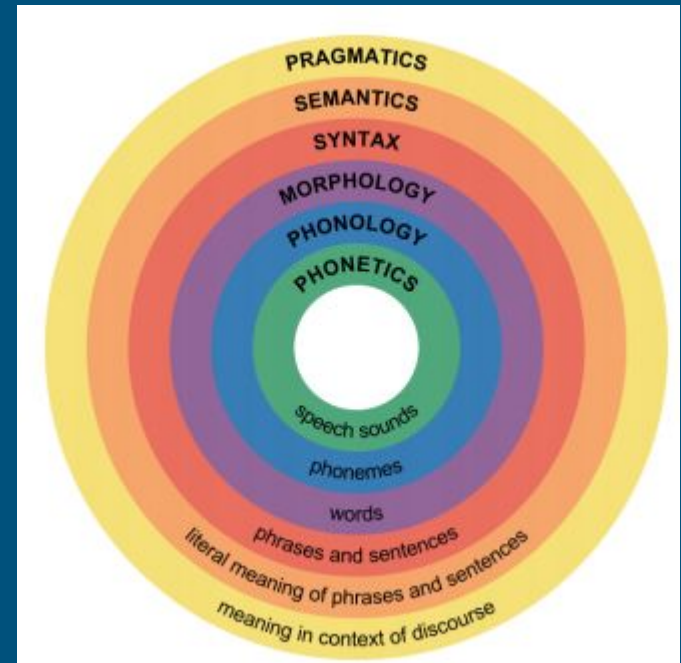 PRAGMATICS
SEMANTICS
SYNTAX
MORPHOLOGY
PHONOLOGY
PHONETICS
speech sounds
phonemes
words
phrases and sentences
literal meaning of phrases and sentences
meaning in context of discourse